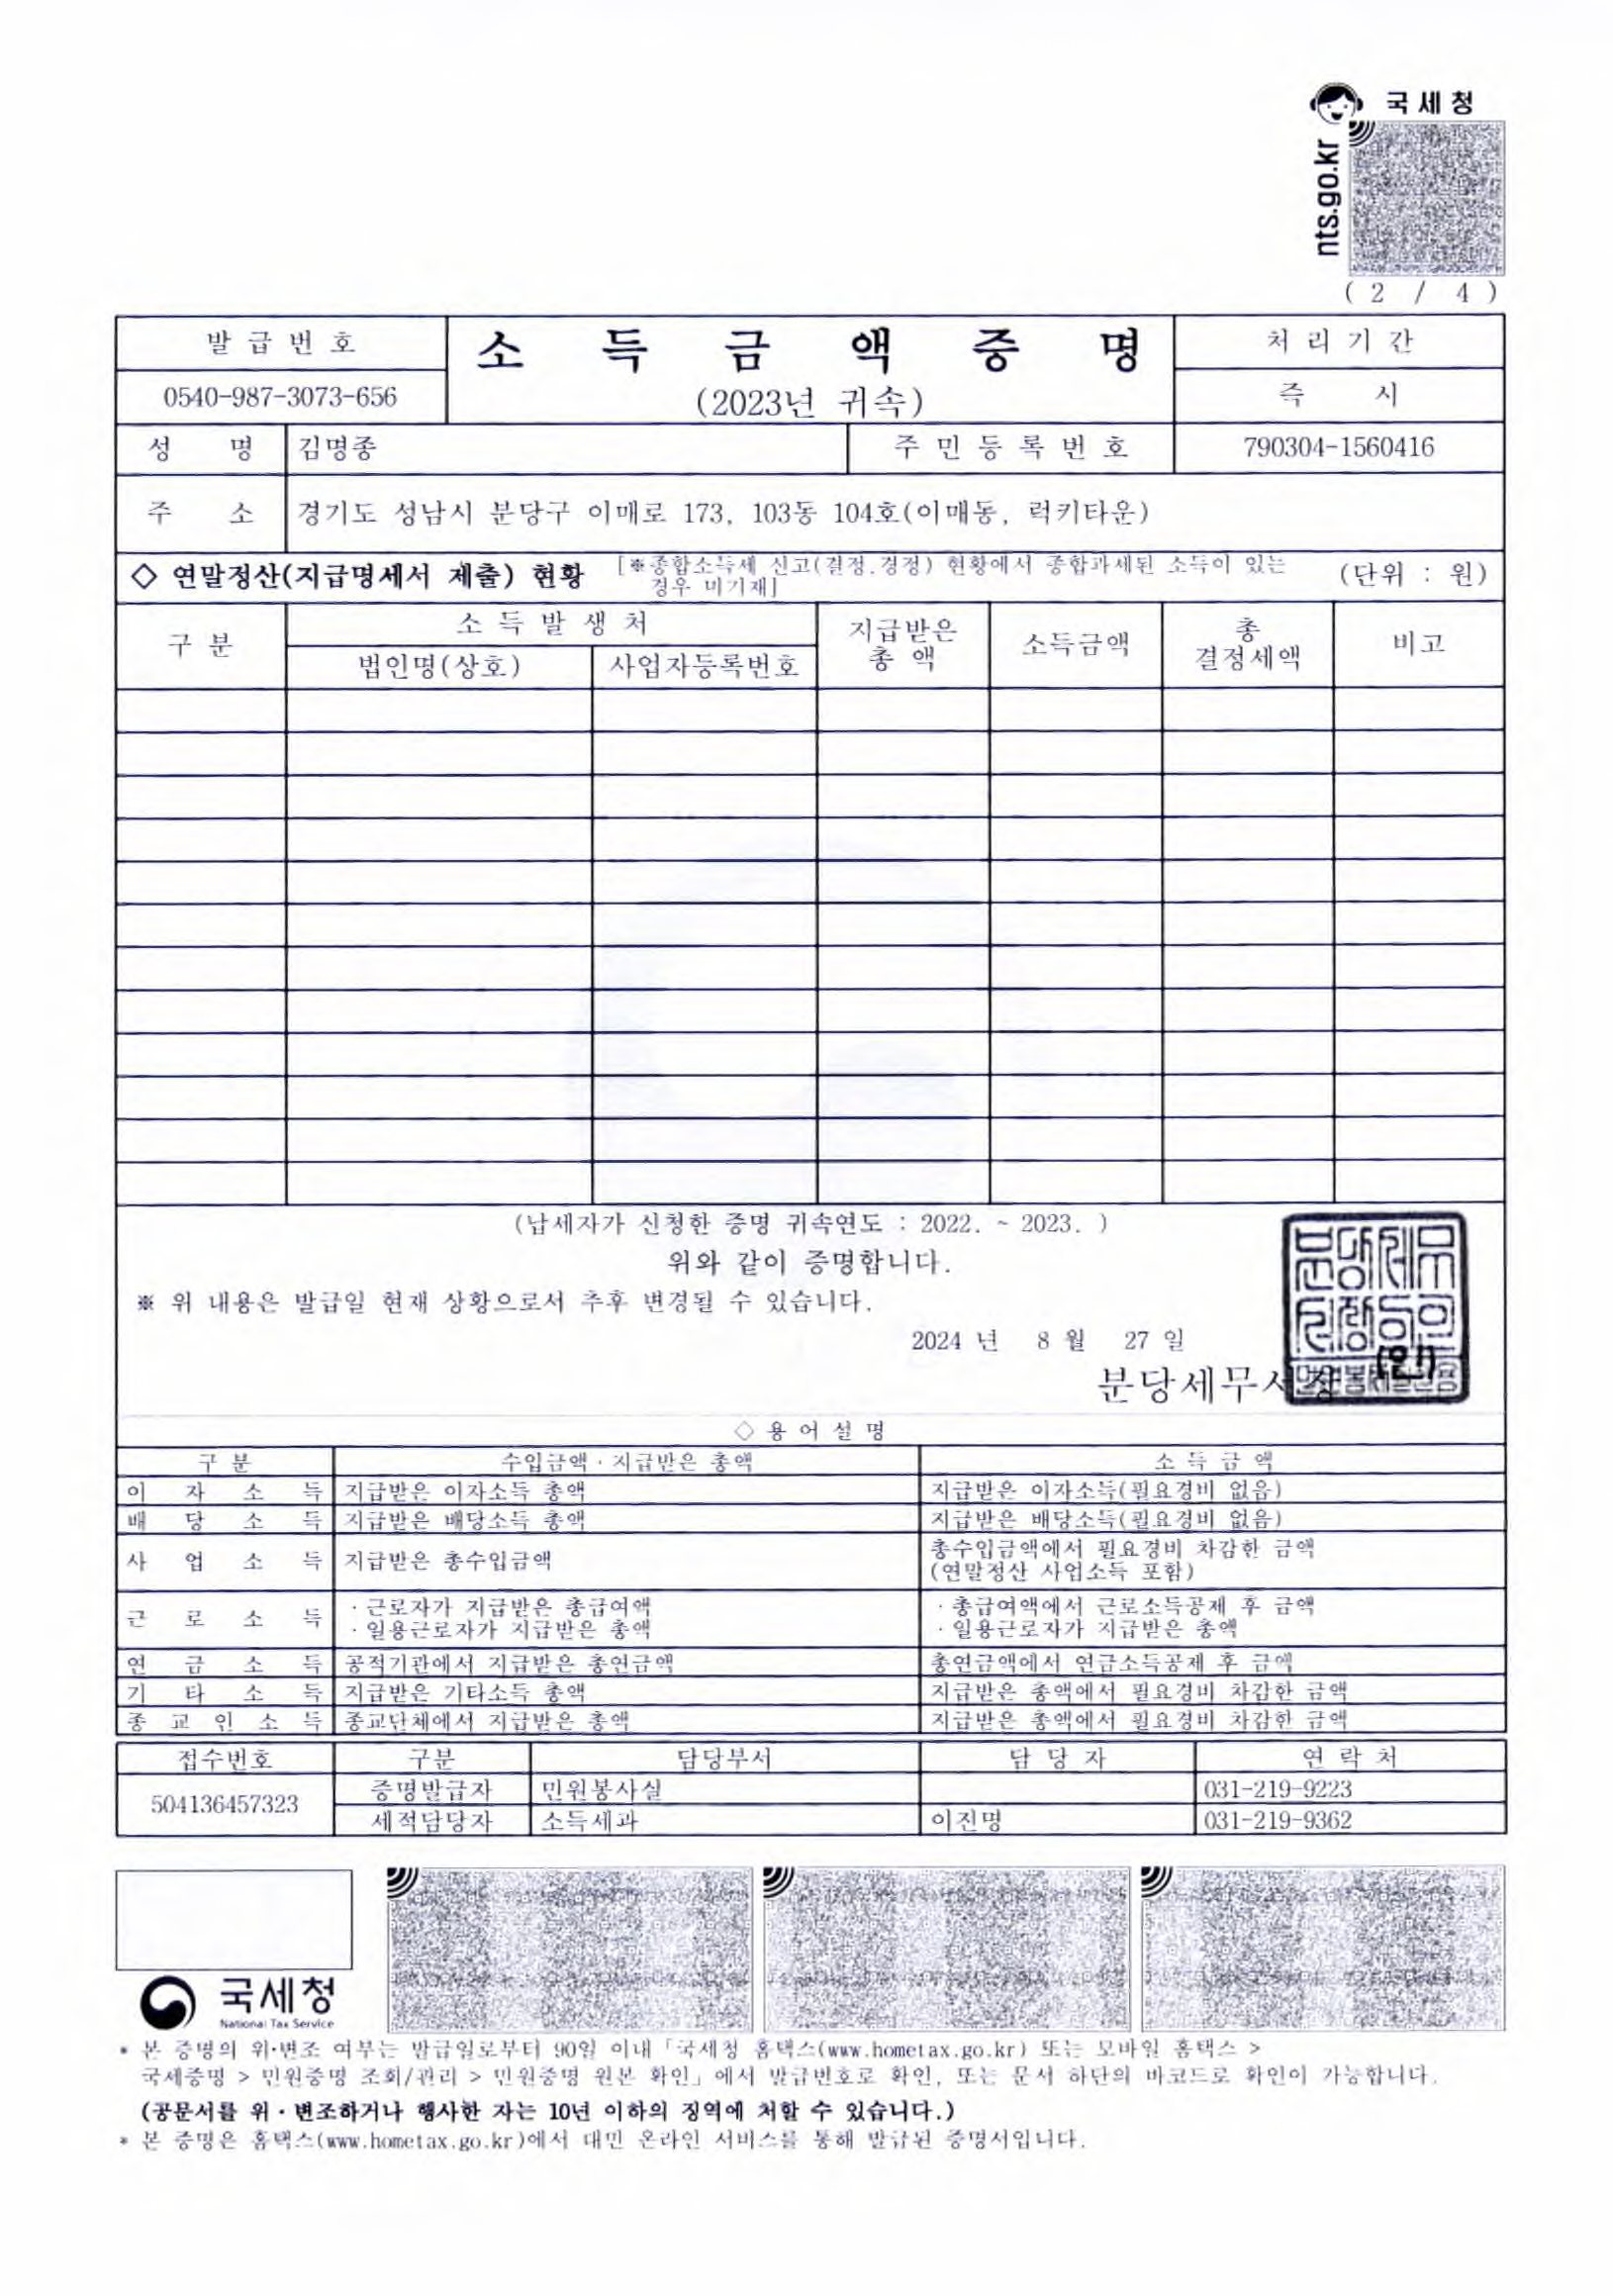 국세청
nts.go.kr
( 2 / 4 )
발 급 번 호
소 득 금 액 증 명
처 리 기 간
0540-987-3073-656
(2023년 귀속)
즉 시
성 명 김명종 주 민 등 록 번 호 790304-1560416
주 소 경기도 성남시 분당구 이매로 173, 103동 104호(이매동, 럭키타운)
◇ 연말정산(지급명세서 제출) 현황 [※종합소득세 신고(결정.경정) 현황에서 종합과세된 소득이 있는 경우 미기재] (단위 : 원)
구 분 소 득 발 생 처 지급받은 총 액 소득금액 총 결정세액 비고
법인명(상호) 사업자등록번호
(납세자가 신청한 증명 귀속연도 : 2022. ~ 2023. )
위와 같이 증명합니다.
※ 위 내용은 발급일 현재 상황으로서 추후 변경될 수 있습니다.
2024 년 8 월 27 일
분당세무서장 (인)
◇ 용 어 설 명
구 분 수입금액 · 지급받은 총액 소 득 금 액
이 자 소 득 지급받은 이자소득 총액 지급받은 이자소득(필요경비 없음)
배 당 소 득 지급받은 배당소득 총액 지급받은 배당소득(필요경비 없음)
사 업 소 득 지급받은 총수입금액 총수입금액에서 필요경비 차감한 금액
(연말정산 사업소득 포함)
근 로 소 득 · 근로자가 지급받은 총급여액 · 총급여액에서 근로소득공제 후 금액
· 일용근로자가 지급받은 총액 · 일용근로자가 지급받은 총액
연 금 소 득 공적기관에서 지급받은 총연금액 총연금액에서 연금소득공제 후 금액
기 타 소 득 지급받은 기타소득 총액 지급받은 총액에서 필요경비 차감한 금액
종 교 인 소 득 종교단체에서 지급받은 총액 지급받은 총액에서 필요경비 차감한 금액
접수번호 구분 담당부서 담 당 자 연 락 처
504136457323 증명발급자 민원봉사실 031-219-9223
세적담당자 소득세과 이진명 031-219-9362
국세청
National Tax Service
* 본 증명의 위·변조 여부는 발급일로부터 90일 이내 「국세청 홈택스(www.hometax.go.kr) 또는 모바일 홈택스 >
국세증명 > 민원증명 조회/관리 > 민원증명 원본 확인」에서 발급번호로 확인, 또는 문서 하단의 바코드로 확인이 가능합니다.
(공문서를 위 · 변조하거나 행사한 자는 10년 이하의 징역에 처할 수 있습니다.)
* 본 증명은 홈택스(www.hometax.go.kr)에서 대민 온라인 서비스를 통해 발급된 증명서입니다.